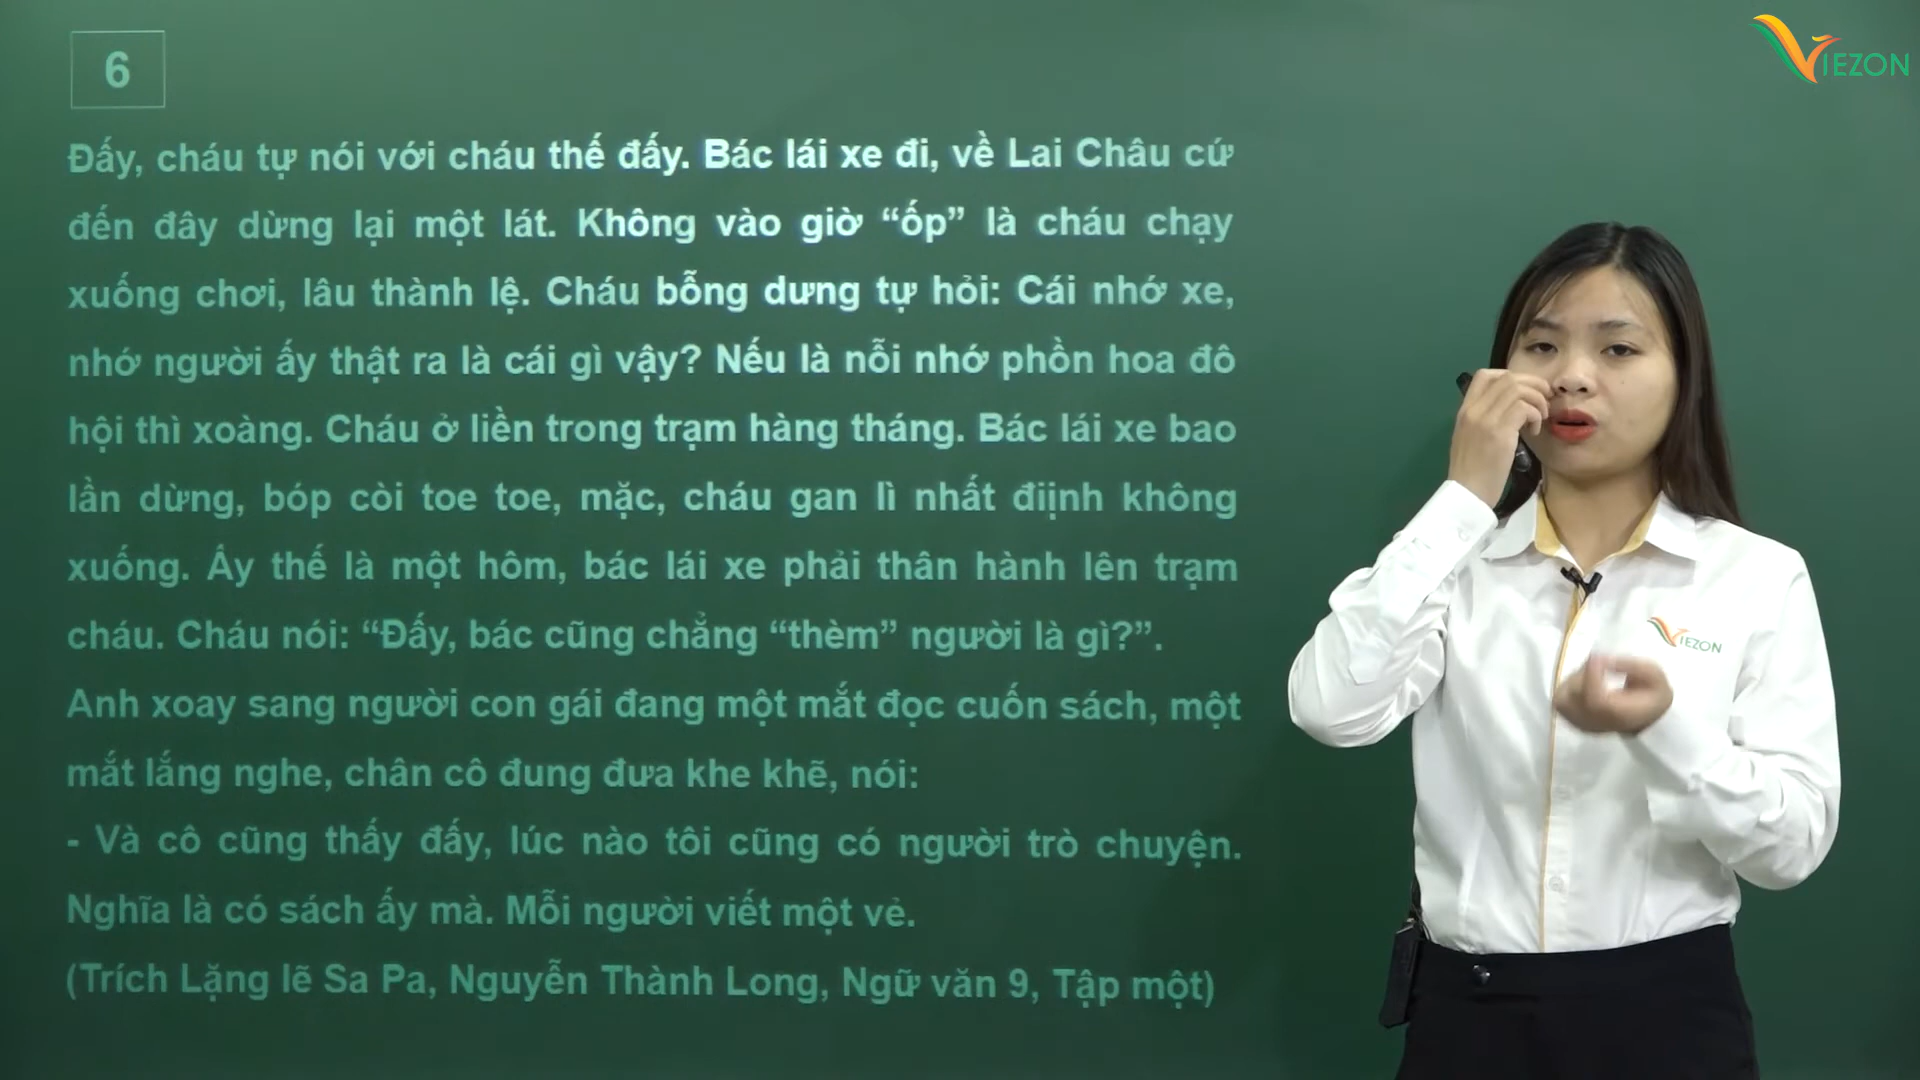 6
VIEZON
Đấy, cháu tự nói với cháu thế đấy. Bác lái xe đi, về Lai Châu cứ
đến đây dừng lại một lát. Không vào giờ “ốp” là cháu chạy
xuống chơi, lâu thành lệ. Cháu bỗng dưng tự hỏi: Cái nhớ xe,
nhớ người ấy thật ra là cái gì vậy? Nếu là nỗi nhớ phồn hoa đô
hội thì xoàng. Cháu ở liền trong trạm hàng tháng. Bác lái xe bao
lần dừng, bóp còi toe toe, mặc, cháu gan lì nhất điịnh không
xuống. Ấy thế là một hôm, bác lái xe phải thân hành lên trạm
cháu. Cháu nói: “Đấy, bác cũng chẳng “thèm” người là gì?”.
Anh xoay sang người con gái đang một mắt đọc cuốn sách, một
mắt lắng nghe, chân cô đung đưa khe khẽ, nói:
- Và cô cũng thấy đấy, lúc nào tôi cũng có người trò chuyện.
Nghĩa là có sách ấy mà. Mỗi người viết một vẻ.
(Trích Lặng lẽ Sa Pa, Nguyễn Thành Long, Ngữ văn 9, Tập một)
VIEZON